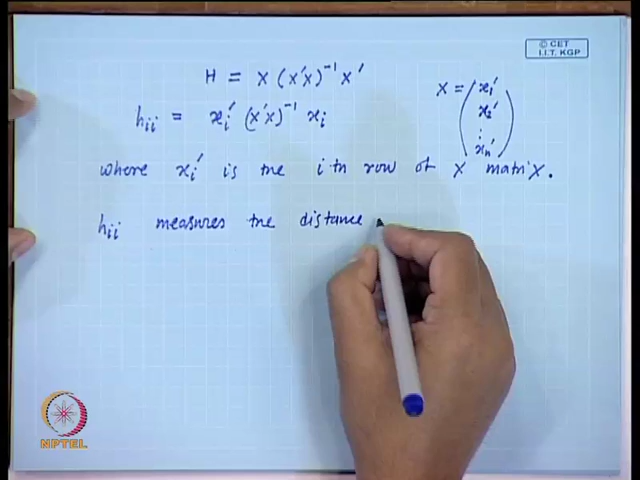 © CET
I.I.T. KGP
H = X (X'X)⁻¹ X'
X = (x₁'
x₂'
:
xₙ')
hᵢᵢ = xᵢ' (X'X)⁻¹ xᵢ
where xᵢ' is the i th row of X matrix.
hᵢᵢ measures the distance
NPTEL